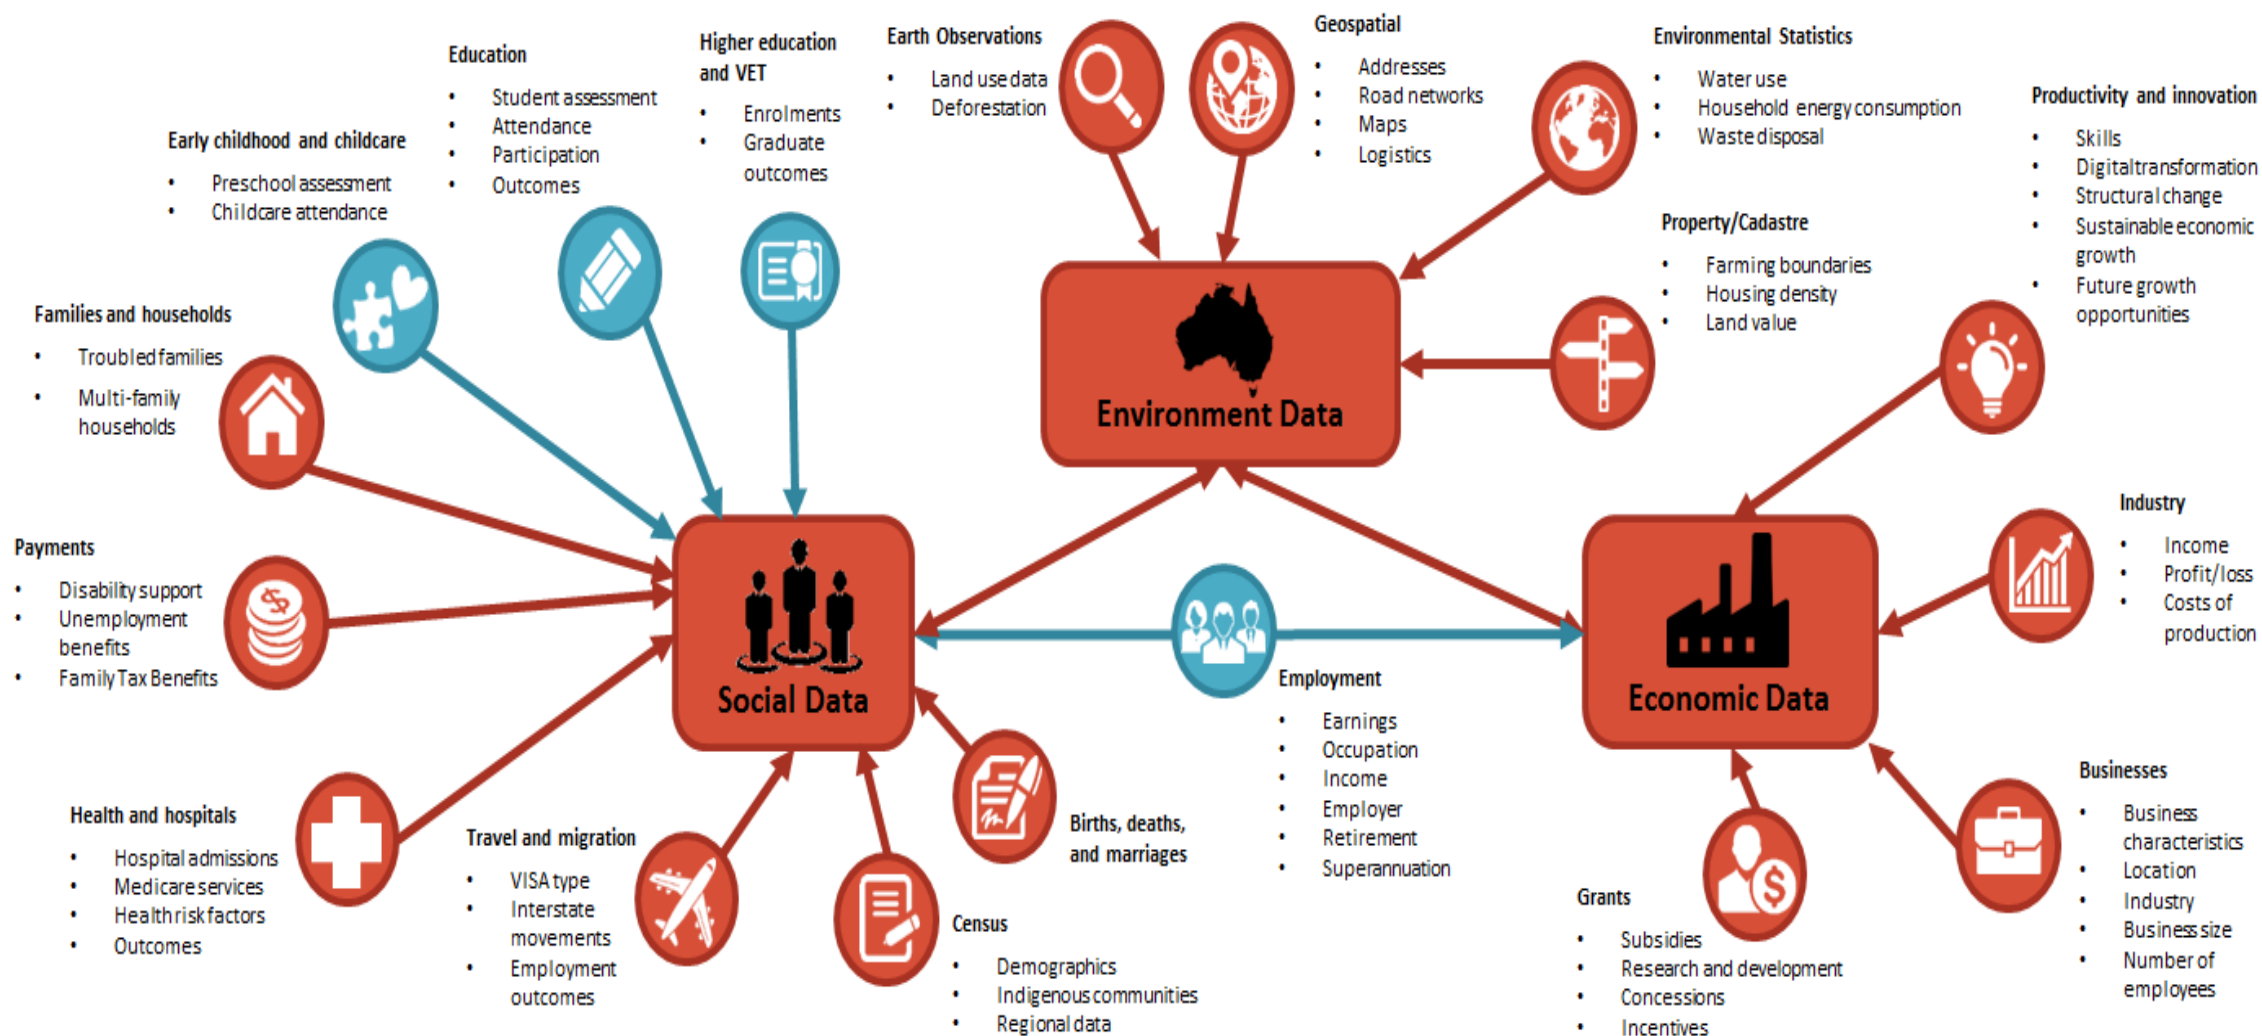 Early childhood and childcare
• Preschool assessment
• Childcare attendance
Education
• Student assessment
• Attendance
• Participation
• Outcomes
Higher education
and VET
• Enrolments
• Graduate
outcomes
Earth Observations
• Land use data
• Deforestation
Geospatial
• Addresses
• Road networks
• Maps
• Logistics
Environmental Statistics
• Water use
• Household energy consumption
• Waste disposal
Productivity and innovation
• Skills
• Digital transformation
• Structural change
• Sustainable economic
growth
• Future growth
opportunities
Property/Cadastre
• Farming boundaries
• Housing density
• Land value
Families and households
• Troubled families
• Multi-family
households
Environment Data
Payments
• Disability support
• Unemployment
benefits
• Family Tax Benefits
$
Social Data
Economic Data
Industry
• Income
• Profit/loss
• Costs of
production
Employment
• Earnings
• Occupation
• Income
• Employer
• Retirement
• Superannuation
Health and hospitals
• Hospital admissions
• Medicare services
• Health risk factors
• Outcomes
Travel and migration
• VISA type
• Interstate
movements
• Employment
outcomes
Census
• Demographics
• Indigenous communities
• Regional data
Births, deaths,
and marriages
Grants
• Subsidies
• Research and development
• Concessions
• Incentives
$
Businesses
• Business
characteristics
• Location
• Industry
• Business size
• Number of
employees